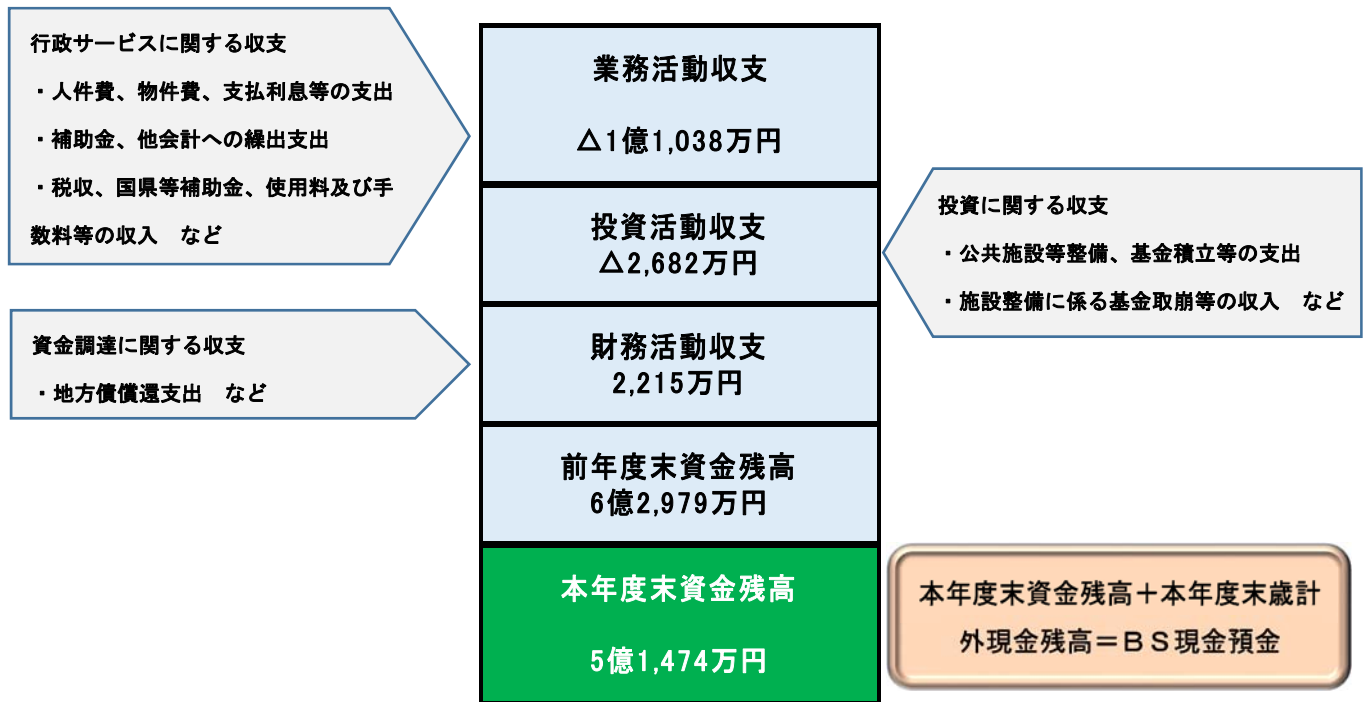 行政サービスに関する収支
・人件費、物件費、支払利息等の支出
・補助金、他会計への繰出支出
・税収、国県等補助金、使用料及び手
数料等の収入　など
業務活動収支
△1億1,038万円
投資活動収支
△2,682万円
投資に関する収支
・公共施設等整備、基金積立等の支出
・施設整備に係る基金取崩等の収入　など
資金調達に関する収支
・地方債償還支出　など
財務活動収支
2,215万円
前年度末資金残高
6億2,979万円
本年度末資金残高
5億1,474万円
本年度末資金残高＋本年度末歳計
外現金残高＝ＢＳ現金預金